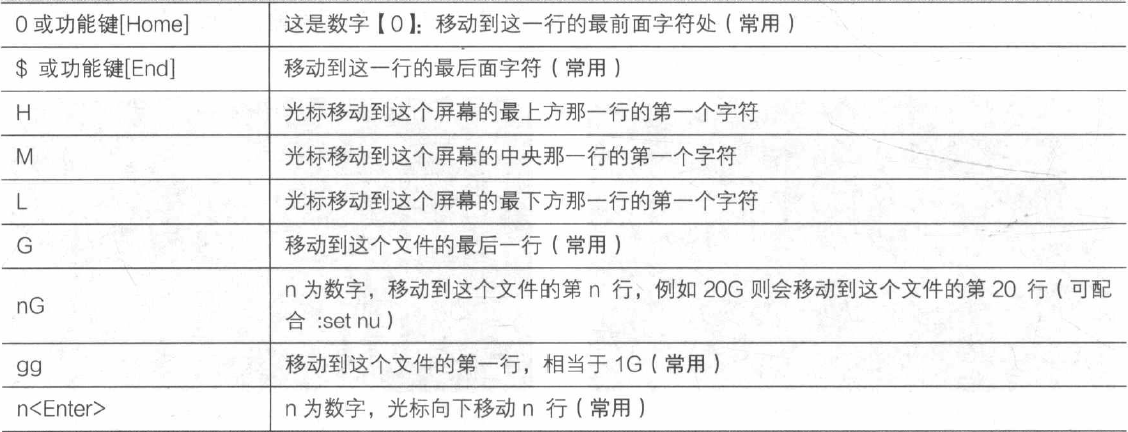 0 或功能键[Home] 这是数字【0】：移动到这一行的最前面字符处（常用）
$ 或功能键[End] 移动到这一行的最后面字符（常用）
H 光标移动到这个屏幕的最上方那一行的第一个字符
M 光标移动到这个屏幕的中央那一行的第一个字符
L 光标移动到这个屏幕的最下方那一行的第一个字符
G 移动到这个文件的最后一行（常用）
nG n 为数字，移动到这个文件的第 n 行，例如 20G 则会移动到这个文件的第 20 行（可配
合 :set nu）
gg 移动到这个文件的第一行，相当于 1G（常用）
n<Enter> n 为数字，光标向下移动 n 行（常用）